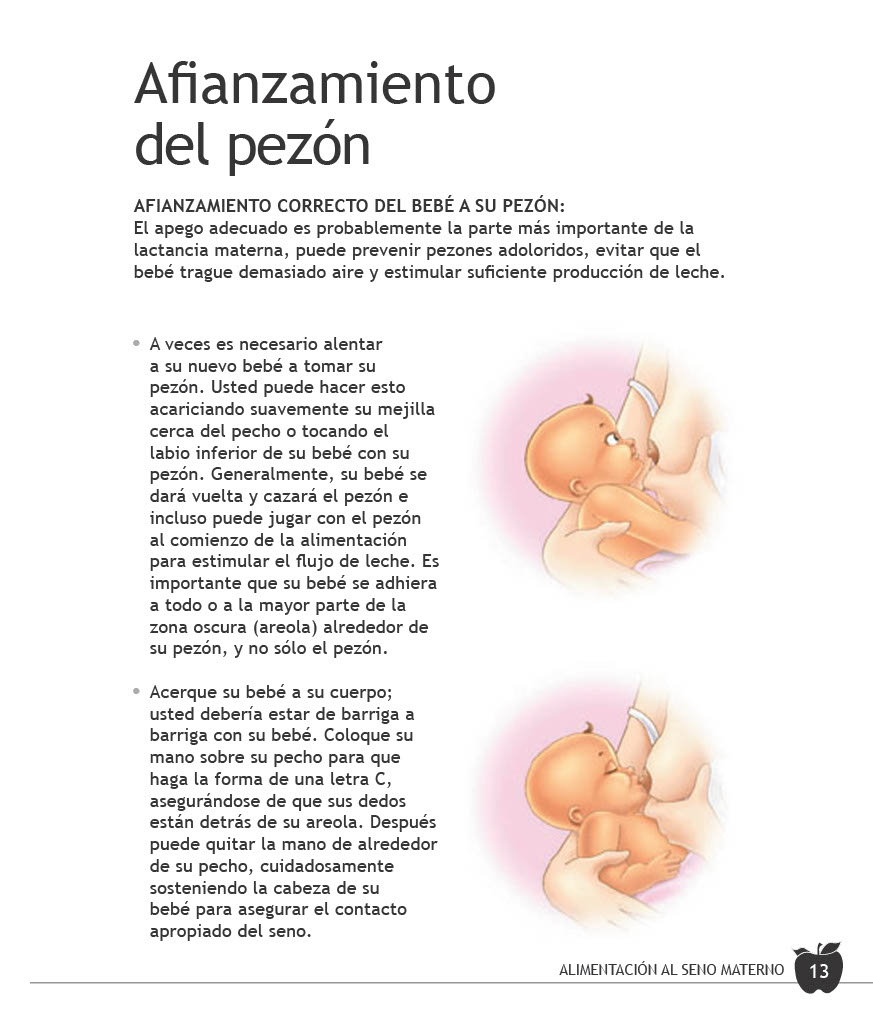 Afianzamiento
del pezón
AFIANZAMIENTO CORRECTO DEL BEBÉ A SU PEZÓN:
El apego adecuado es probablemente la parte más importante de la
lactancia materna, puede prevenir pezones adoloridos, evitar que el
bebé trague demasiado aire y estimular suficiente producción de leche.
• A veces es necesario alentar
a su nuevo bebé a tomar su
pezón. Usted puede hacer esto
acariciando suavemente su mejilla
cerca del pecho o tocando el
labio inferior de su bebé con su
pezón. Generalmente, su bebé se
dará vuelta y cazará el pezón e
incluso puede jugar con el pezón
al comienzo de la alimentación
para estimular el flujo de leche. Es
importante que su bebé se adhiera
a todo o a la mayor parte de la
zona oscura (areola) alrededor de
su pezón, y no sólo el pezón.
• Acerque su bebé a su cuerpo;
usted debería estar de barriga a
barriga con su bebé. Coloque su
mano sobre su pecho para que
haga la forma de una letra C,
asegurándose de que sus dedos
están detrás de su areola. Después
puede quitar la mano de alrededor
de su pecho, cuidadosamente
sosteniendo la cabeza de su
bebé para asegurar el contacto
apropiado del seno.
ALIMENTACIÓN AL SENO MATERNO 13